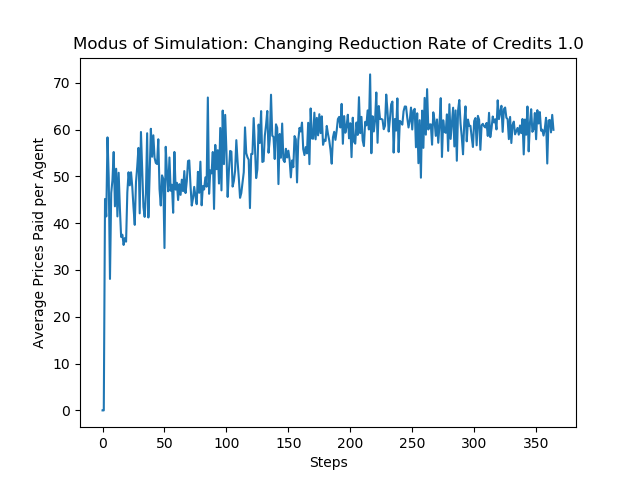 Modus of Simulation: Changing Reduction Rate of Credits 1.0
Average Prices Paid per Agent
70
60
50
40
30
20
10
0
0 50 100 150 200 250 300 350
Steps